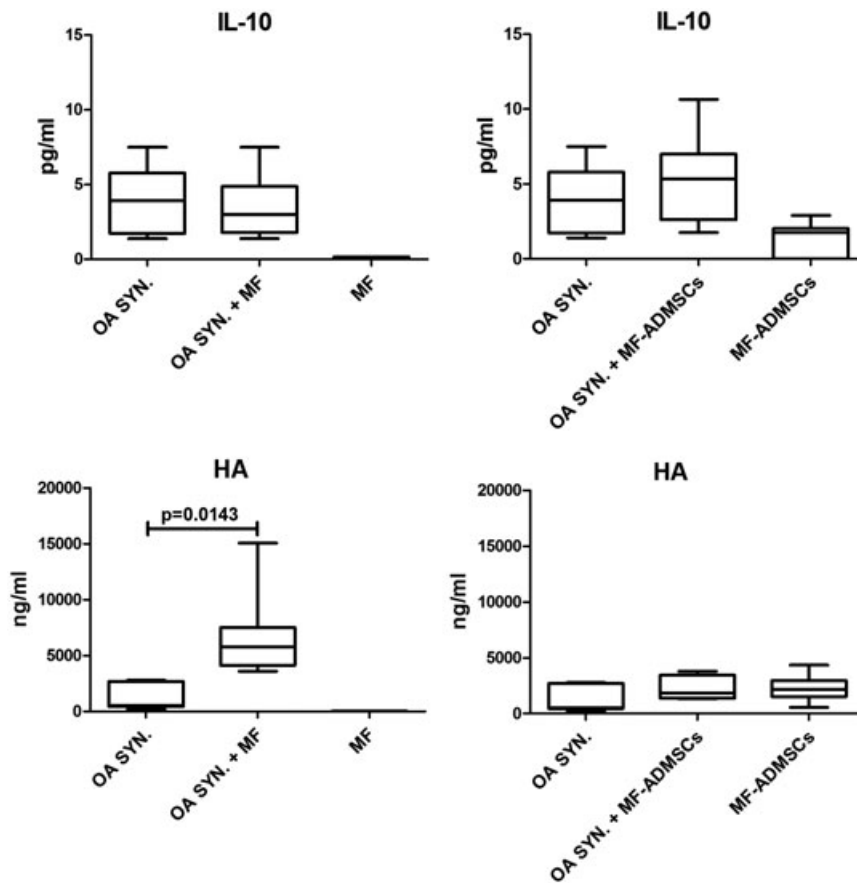 IL-10
pg/ml
15
10
5
0
OA SYN.
OA SYN. + MF
MF
IL-10
pg/ml
15
10
5
0
OA SYN.
OA SYN. + MF-ADMSCs
MF-ADMSCs
HA
ng/ml
20000
15000
10000
5000
0
p=0.0143
OA SYN.
OA SYN. + MF
MF
HA
ng/ml
20000
15000
10000
5000
0
OA SYN.
OA SYN. + MF-ADMSCs
MF-ADMSCs